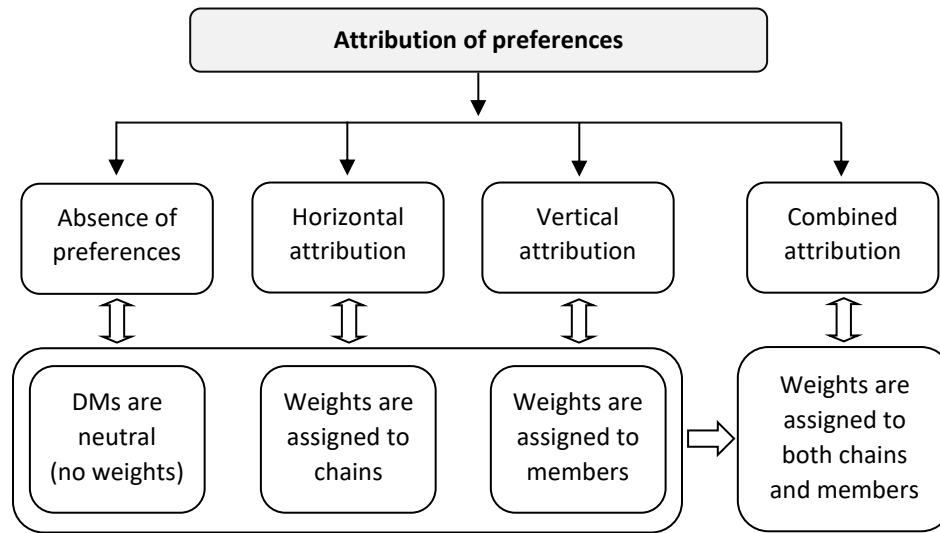 Attribution of preferences
Absence of
preferences
Horizontal
attribution
Vertical
attribution
Combined
attribution
DMs are
neutral
(no weights)
Weights are
assigned to
chains
Weights are
assigned to
members
Weights are
assigned to
both chains
and members